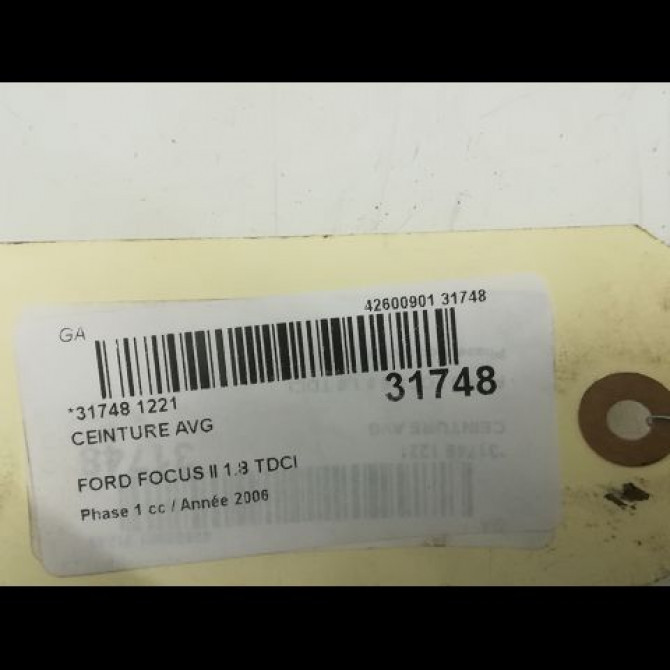 42600901 31748
GA
31748
*31748 1221
CEINTURE AVG
FORD FOCUS II 1.8 TDCI
Phase 1 cc / Année 2006